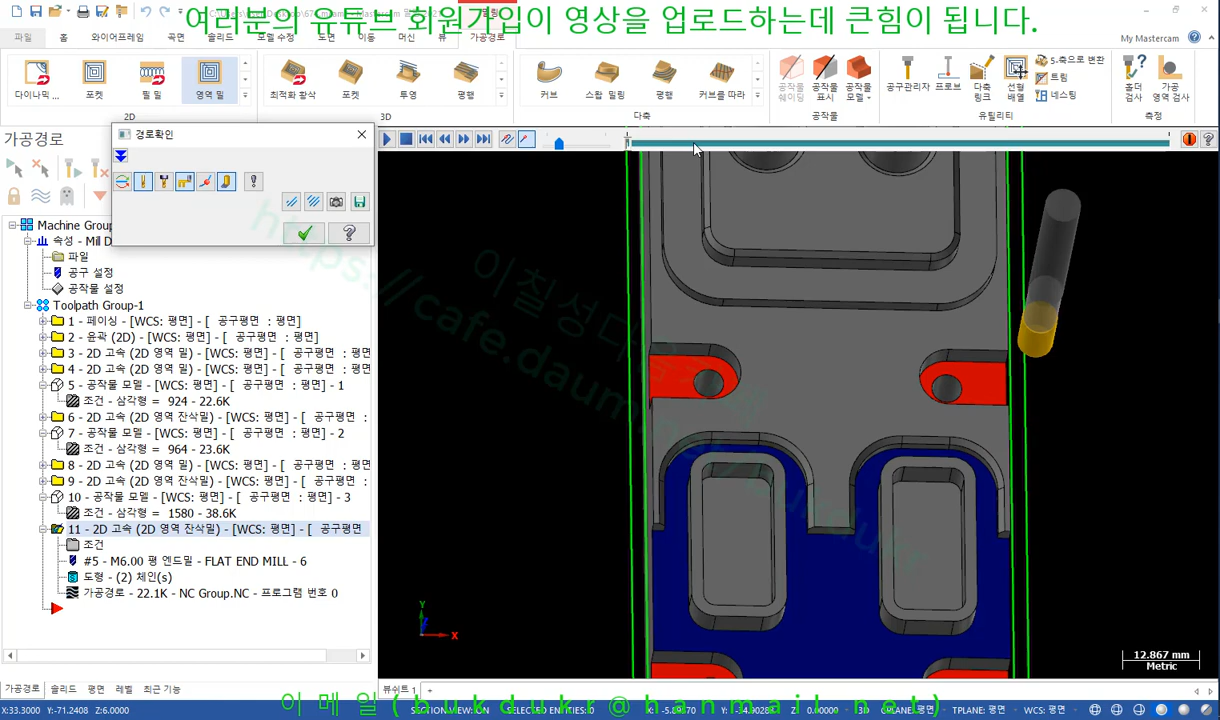 여러분의 유튜브 회원가입이 영상을 업로드하는데 큰힘이 됩니다.
파일 홈 와이어프레임 곡면 솔리드 모델 수정 도면 이동 머신 뷰 가공경로
My Mastercam
다이나믹 ... 포켓 필 밀 영역 밀
최적화 황삭 포켓 투영 평행
커브 스왑 밀링 평행 커브를 따라
공작물 쉐이딩 공작물 표시 공작물 모델
공구관리자 프로브 다축 링크 선형 배열
5.축으로 변환
트림
네스팅
홀더 검사 가공 영역 검사
2D 3D 다축 공작물 유틸리티 측정
가공경로
경로확인
Machine Group
속성 - Mill D
파일
공구 설정
공작물 설정
Toolpath Group-1
1 - 페이싱 - [WCS: 평면] - [ 공구평면 : 평면]
2 - 윤곽 (2D) - [WCS: 평면] - [ 공구평면 : 평면]
3 - 2D 고속 (2D 영역 밀) - [WCS: 평면] - [ 공구평면 : 평
4 - 2D 고속 (2D 영역 밀) - [WCS: 평면] - [ 공구평면 : 평
5 - 공작물 모델 - [WCS: 평면] - [ 공구평면 : 평면] - 1
조건 - 삼각형 = 924 - 22.6K
6 - 2D 고속 (2D 영역 잔삭밀) - [WCS: 평면] - [ 공구평면
7 - 공작물 모델 - [WCS: 평면] - [ 공구평면 : 평면] - 2
조건 - 삼각형 = 964 - 23.6K
8 - 2D 고속 (2D 영역 밀) - [WCS: 평면] - [ 공구평면 : 평
9 - 2D 고속 (2D 영역 밀) - [WCS: 평면] - [ 공구평면 : 평
10 - 공작물 모델 - [WCS: 평면] - [ 공구평면 : 평면] - 3
조건 - 삼각형 = 1580 - 38.6K
11 - 2D 고속 (2D 영역 잔삭밀) - [WCS: 평면] - [ 공구평면
조건
#5 - M6.00 평 엔드밀 - FLAT END MILL - 6
도형 - (2) 체인(s)
가공경로 - 22.1K - NC Group.NC - 프로그램 번호 0
Y
X
12.867 mm
Metric
가공경로 솔리드 평면 레벨 최근 기능
뷰쉬트 1 +
이 메 일 ( h u k d u k r @ h a n m a i l . n e t )
X:33.3000 Y:-71.2408 Z:6.0000
SECTION VIEW: ON SELECTED ENTITIES: 0
TPLANE: 평면 WCS: 평면